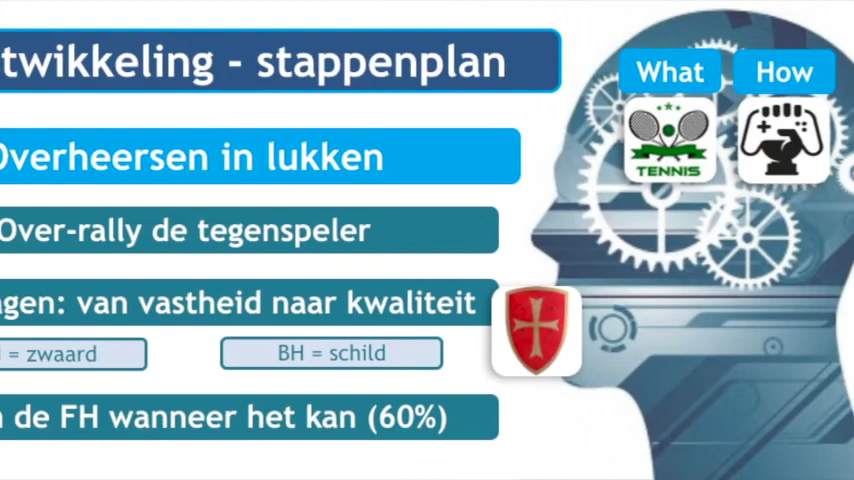 twikkeling - stappenplan
What
How
TENNIS
Overheersen in lukken
Over-rally de tegenspeler
agen: van vastheid naar kwaliteit
= zwaard
BH = schild
de FH wanneer het kan (60%)